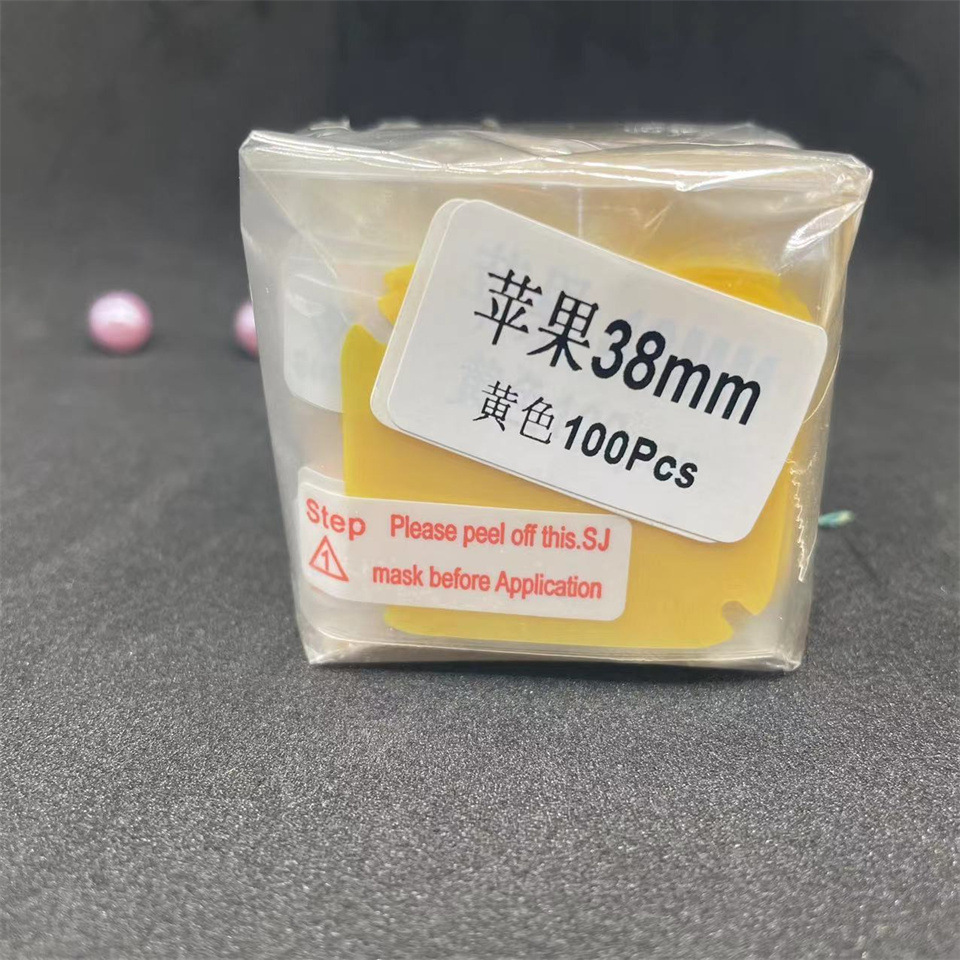 苹果38mm
黄色100Pcs
Step
1
Please peel off this.SJ
mask before Application